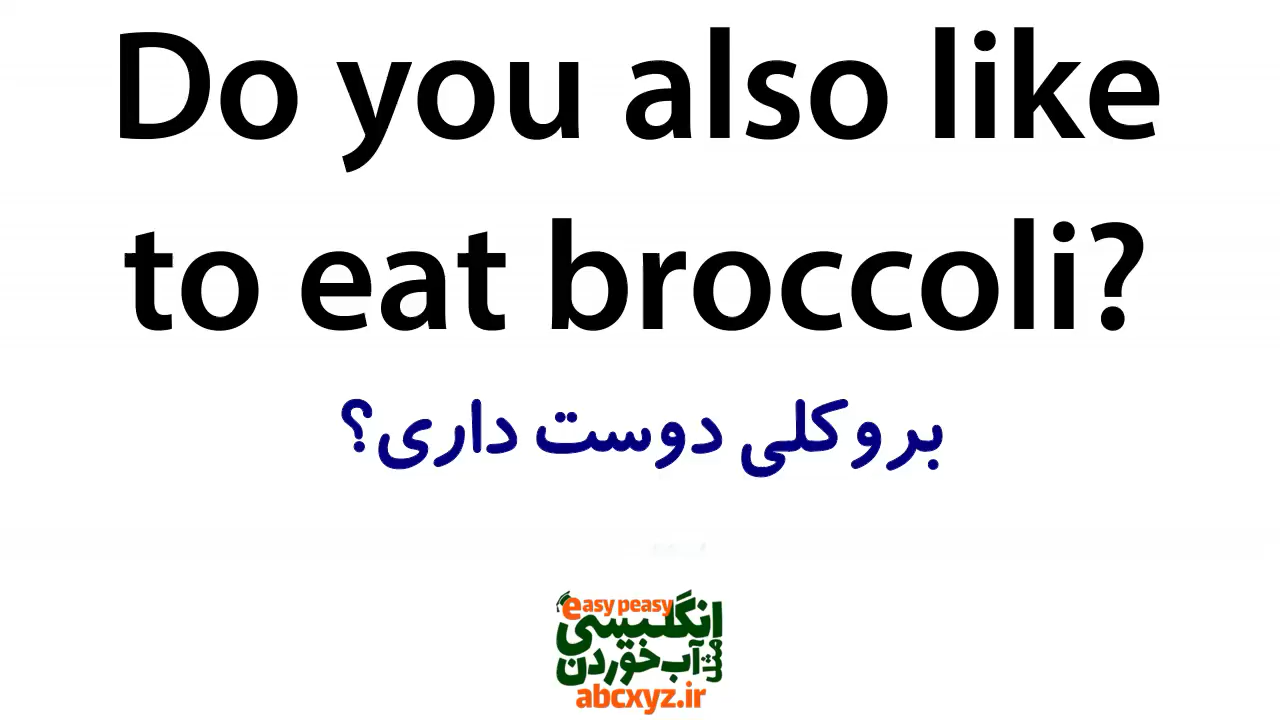 Do you also like
to eat broccoli?
بروکلی دوست داری؟
easy peasy
انگلیسی
مثل آب خوردن
abcxyz.ir